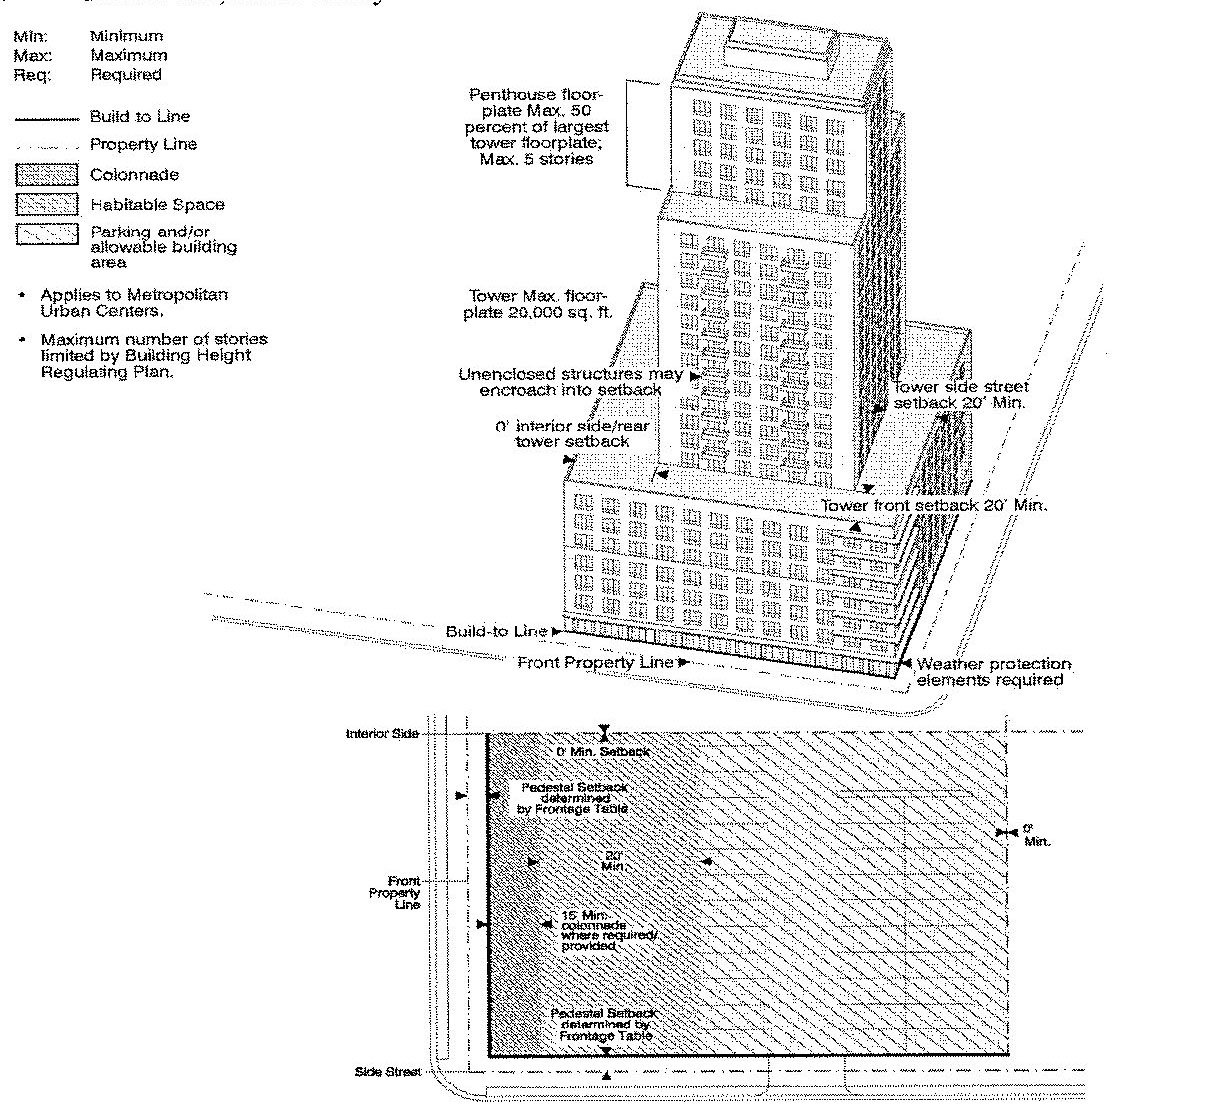 Min: Minimum
Max: Maximum
Req: Required
Build to Line
Property Line
Colonnade
Habitable Space
Parking and/or
allowable building
area
• Applies to Metropolitan
Urban Centers.
• Maximum number of stories
limited by Building Height
Regulating Plan.
Penthouse floor-
plate Max. 50
percent of largest
tower floorplate;
Max. 5 stories
Tower Max. floor-
plate 20,000 sq. ft.
Unenclosed structures may
encroach into setback
0' interior side/rear
tower setback
Tower side street
setback 20' Min.
Tower front setback 20' Min.
Build-to Line
Front Property Line
Weather protection
elements required
Interior Side
0' Min. Setback
Pedestal Setback
determined
by Frontage Table
0'
Min.
20'
Min.
Front
Property
Line
15' Min.
colonnade
where required/
provided
Pedestal Setback
determined by
Frontage Table
Side Street